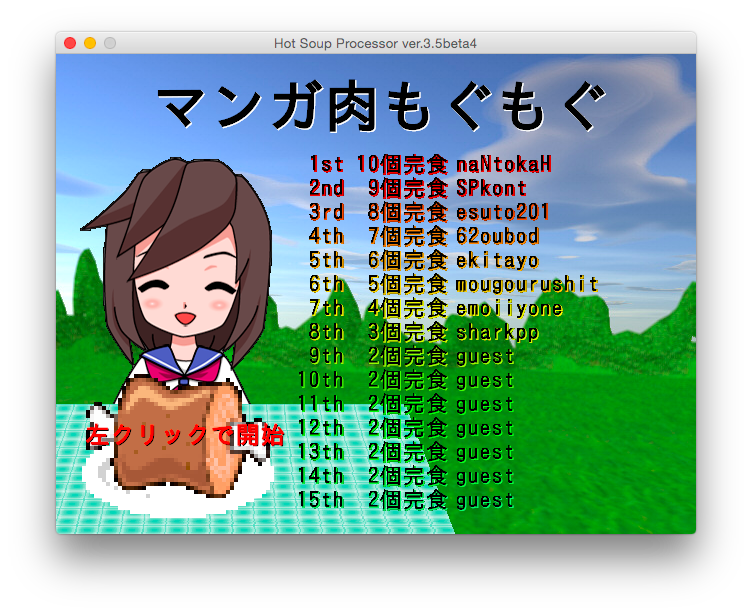 Hot Soup Processor ver.3.5beta4
マンガ肉もぐもぐ
1st 10個完食 naNtokaH
2nd 9個完食 SPkont
3rd 8個完食 esuto201
4th 7個完食 62oubod
5th 6個完食 ekitayo
6th 5個完食 mougourushit
7th 4個完食 emoiiyone
8th 3個完食 sharkpp
9th 2個完食 guest
10th 2個完食 guest
11th 2個完食 guest
12th 2個完食 guest
13th 2個完食 guest
14th 2個完食 guest
15th 2個完食 guest
左クリックで開始